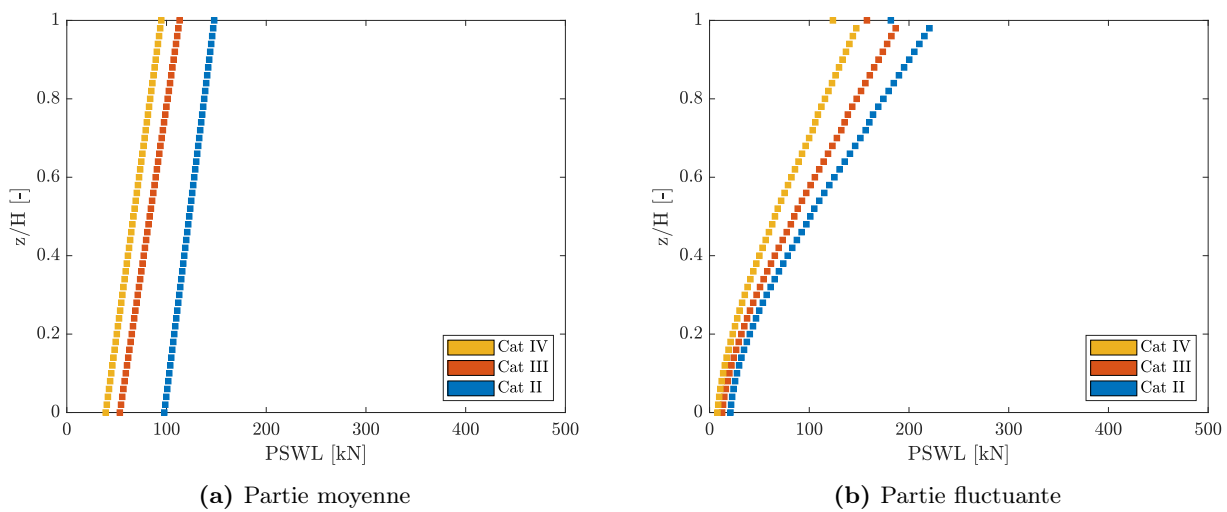 1
0.8
0.6
0.4
0.2
0
z/H [-]
0 100 200 300 400 500
PSWL [kN]
Cat IV
Cat III
Cat II
(a) Partie moyenne
1
0.8
0.6
0.4
0.2
0
z/H [-]
0 100 200 300 400 500
PSWL [kN]
Cat IV
Cat III
Cat II
(b) Partie fluctuante